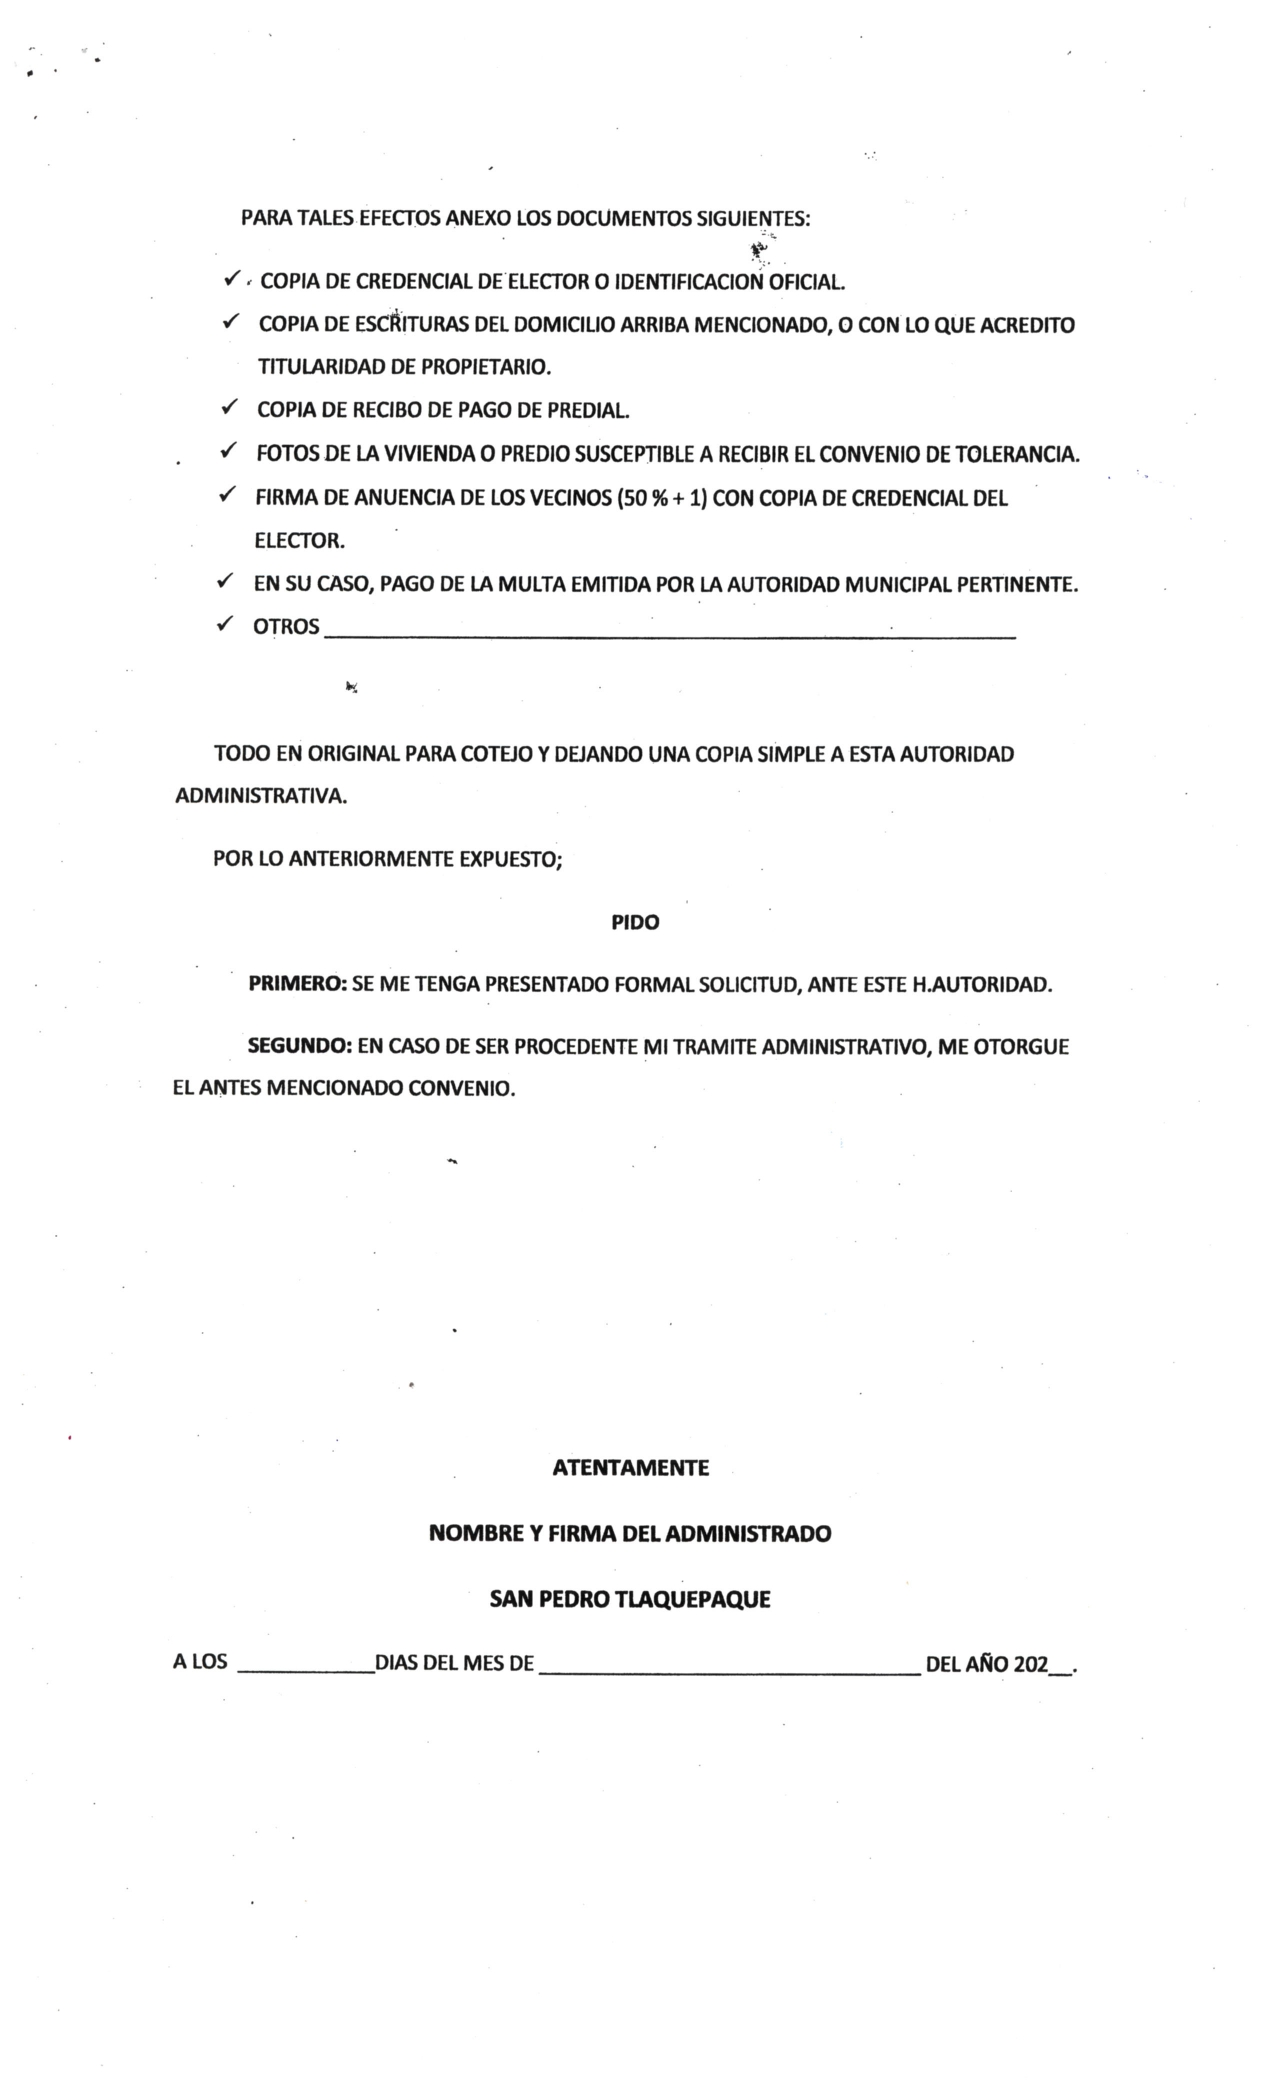 PARA TALES EFECTOS ANEXO LOS DOCUMENTOS SIGUIENTES:
✓ COPIA DE CREDENCIAL DE ELECTOR O IDENTIFICACION OFICIAL.
✓ COPIA DE ESCRITURAS DEL DOMICILIO ARRIBA MENCIONADO, O CON LO QUE ACREDITO
TITULARIDAD DE PROPIETARIO.
✓ COPIA DE RECIBO DE PAGO DE PREDIAL.
✓ FOTOS DE LA VIVIENDA O PREDIO SUSCEPTIBLE A RECIBIR EL CONVENIO DE TOLERANCIA.
✓ FIRMA DE ANUENCIA DE LOS VECINOS (50 % + 1) CON COPIA DE CREDENCIAL DEL
ELECTOR.
✓ EN SU CASO, PAGO DE LA MULTA EMITIDA POR LA AUTORIDAD MUNICIPAL PERTINENTE.
✓ OTROS ____________________
TODO EN ORIGINAL PARA COTEJO Y DEJANDO UNA COPIA SIMPLE A ESTA AUTORIDAD
ADMINISTRATIVA.
POR LO ANTERIORMENTE EXPUESTO;
PIDO
PRIMERO: SE ME TENGA PRESENTADO FORMAL SOLICITUD, ANTE ESTE H.AUTORIDAD.
SEGUNDO: EN CASO DE SER PROCEDENTE MI TRAMITE ADMINISTRATIVO, ME OTORGUE
EL ANTES MENCIONADO CONVENIO.
ATENTAMENTE
NOMBRE Y FIRMA DEL ADMINISTRADO
SAN PEDRO TLAQUEPAQUE
A LOS ____________DIAS DEL MES DE ____________________ DEL AÑO 202__.